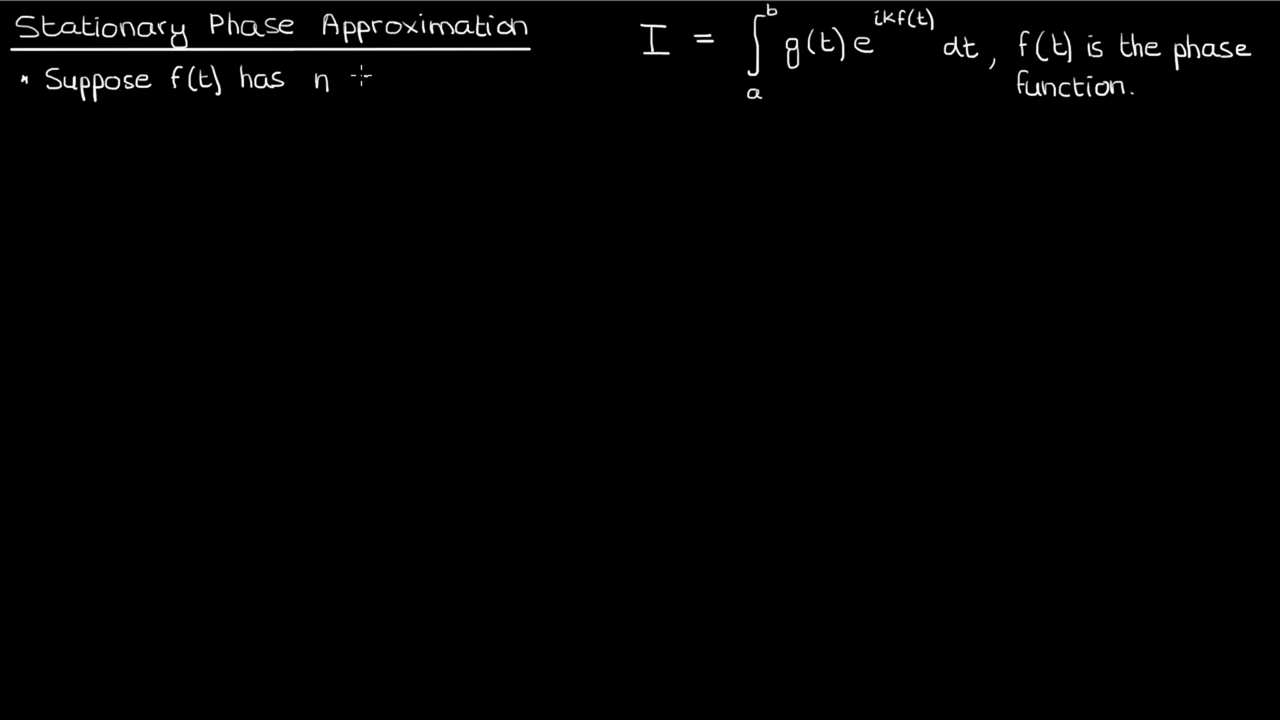 Stationary Phase Approximation
* Suppose f(t) has n
I = ∫_a^b g(t) e^{ikf(t)} dt, f(t) is the phase
function.